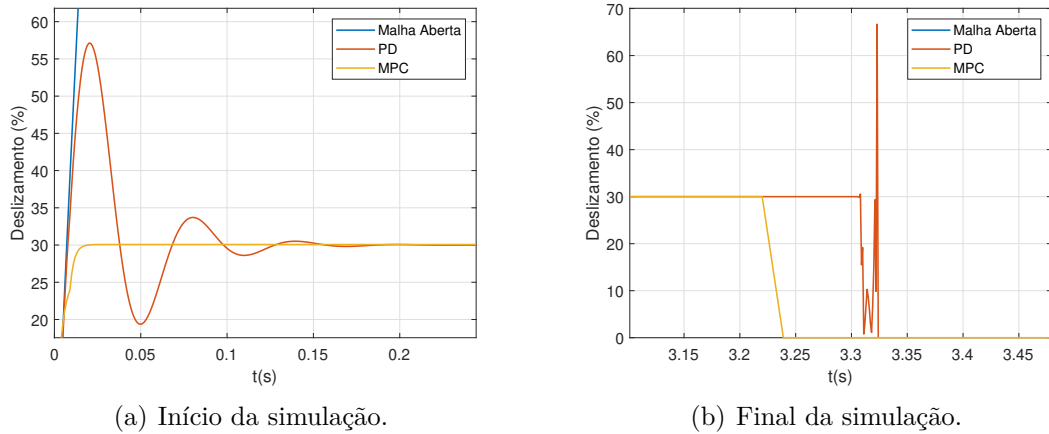 60
55
50
45
40
35
30
25
20
Deslizamento (%)
0
0.05
0.1
0.15
0.2
t(s)
Malha Aberta
PD
MPC
(a) Início da simulação.
70
60
50
40
30
20
10
0
Deslizamento (%)
3.15
3.2
3.25
3.3
3.35
3.4
3.45
t(s)
Malha Aberta
PD
MPC
(b) Final da simulação.